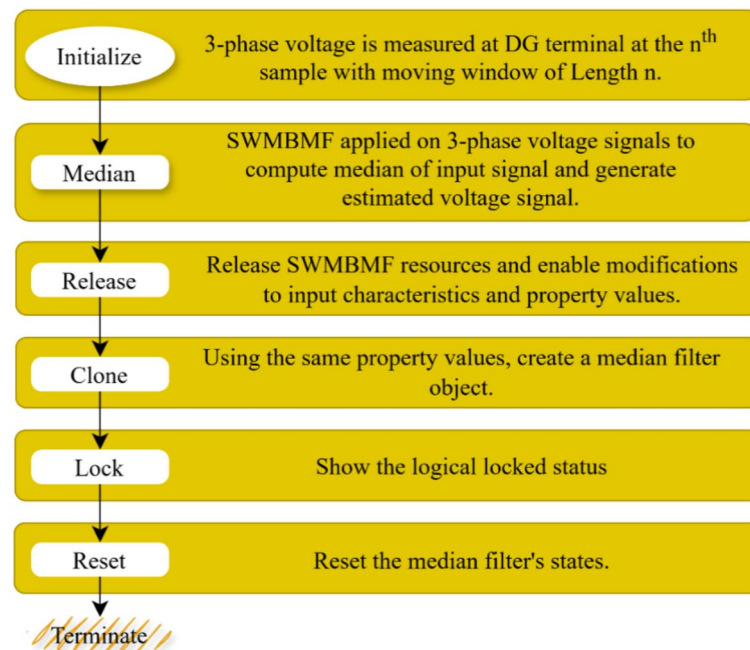 Initialize
3-phase voltage is measured at DG terminal at the nth
sample with moving window of Length n.
Median
SWMBMF applied on 3-phase voltage signals to
compute median of input signal and generate
estimated voltage signal.
Release
Release SWMBMF resources and enable modifications
to input characteristics and property values.
Clone
Using the same property values, create a median filter
object.
Lock
Show the logical locked status
Reset
Reset the median filter's states.
Terminate